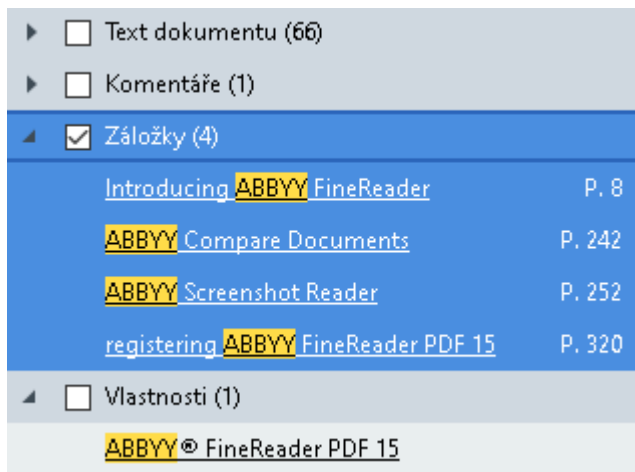 Text dokumentu (66)
Komentáře (1)
Záložky (4)
Introducing ABBYY FineReader P. 8
ABBYY Compare Documents P. 242
ABBYY Screenshot Reader P. 252
registering ABBYY FineReader PDF 15 P. 320
Vlastnosti (1)
ABBYY® FineReader PDF 15